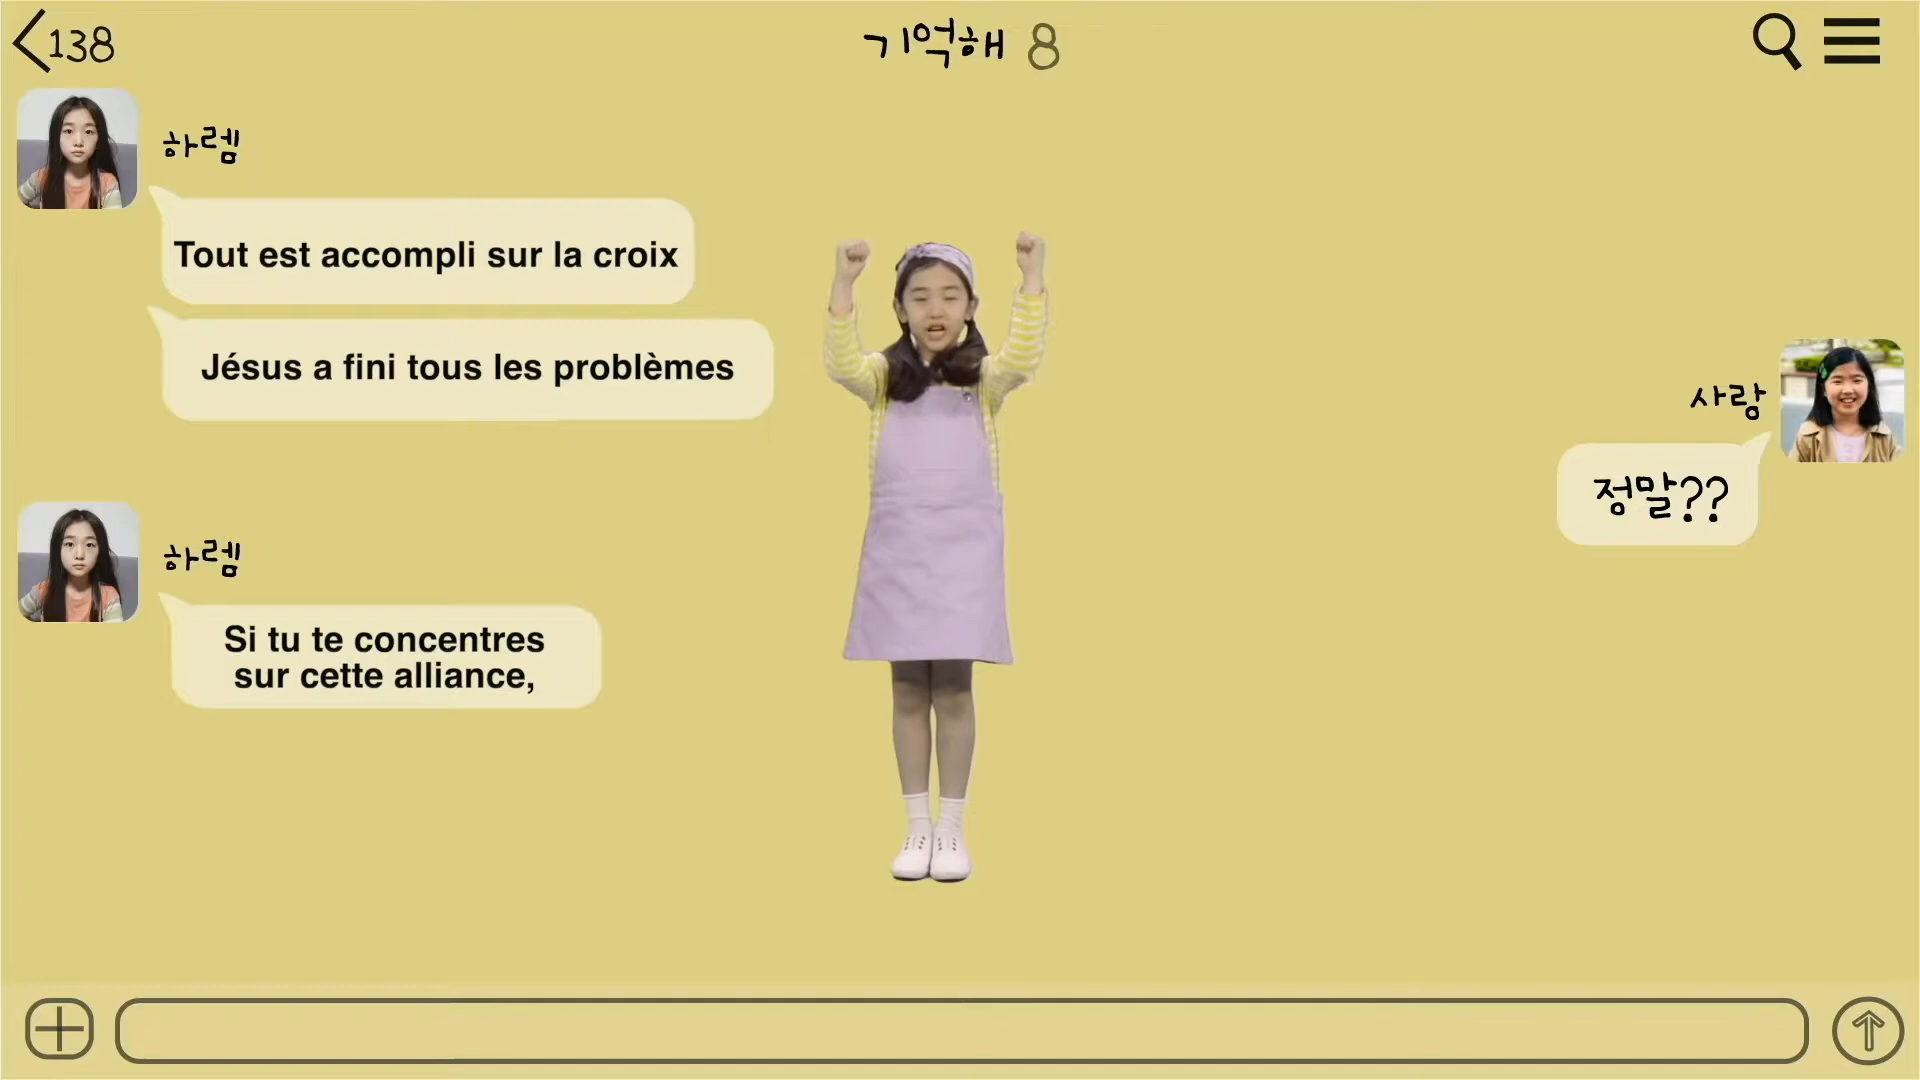 138
기억해 8
하렘
Tout est accompli sur la croix
Jésus a fini tous les problèmes
사랑
정말??
하렘
Si tu te concentres
sur cette alliance,